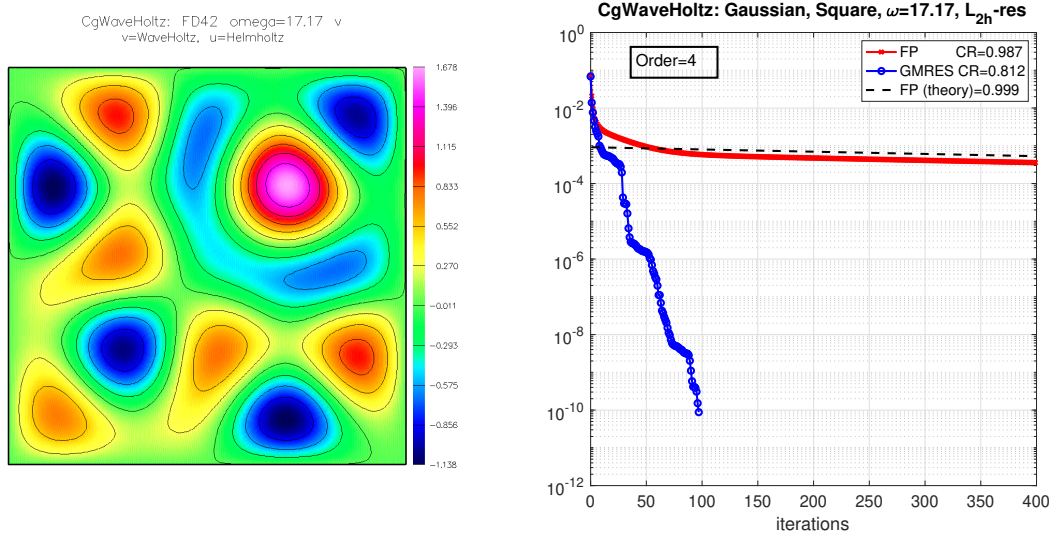 CgWaveHoltz: FD42 omega=17.17 v
v=WaveHoltz, u=Helmholtz
1.678
1.396
1.115
0.833
0.552
0.270
-0.011
-0.293
-0.575
-0.856
-1.138
CgWaveHoltz: Gaussian, Square, ω=17.17, L2h-res
Order=4
FP CR=0.987
GMRES CR=0.812
FP (theory)=0.999
10^0
10^-2
10^-4
10^-6
10^-8
10^-10
10^-12
0 50 100 150 200 250 300 350 400
iterations